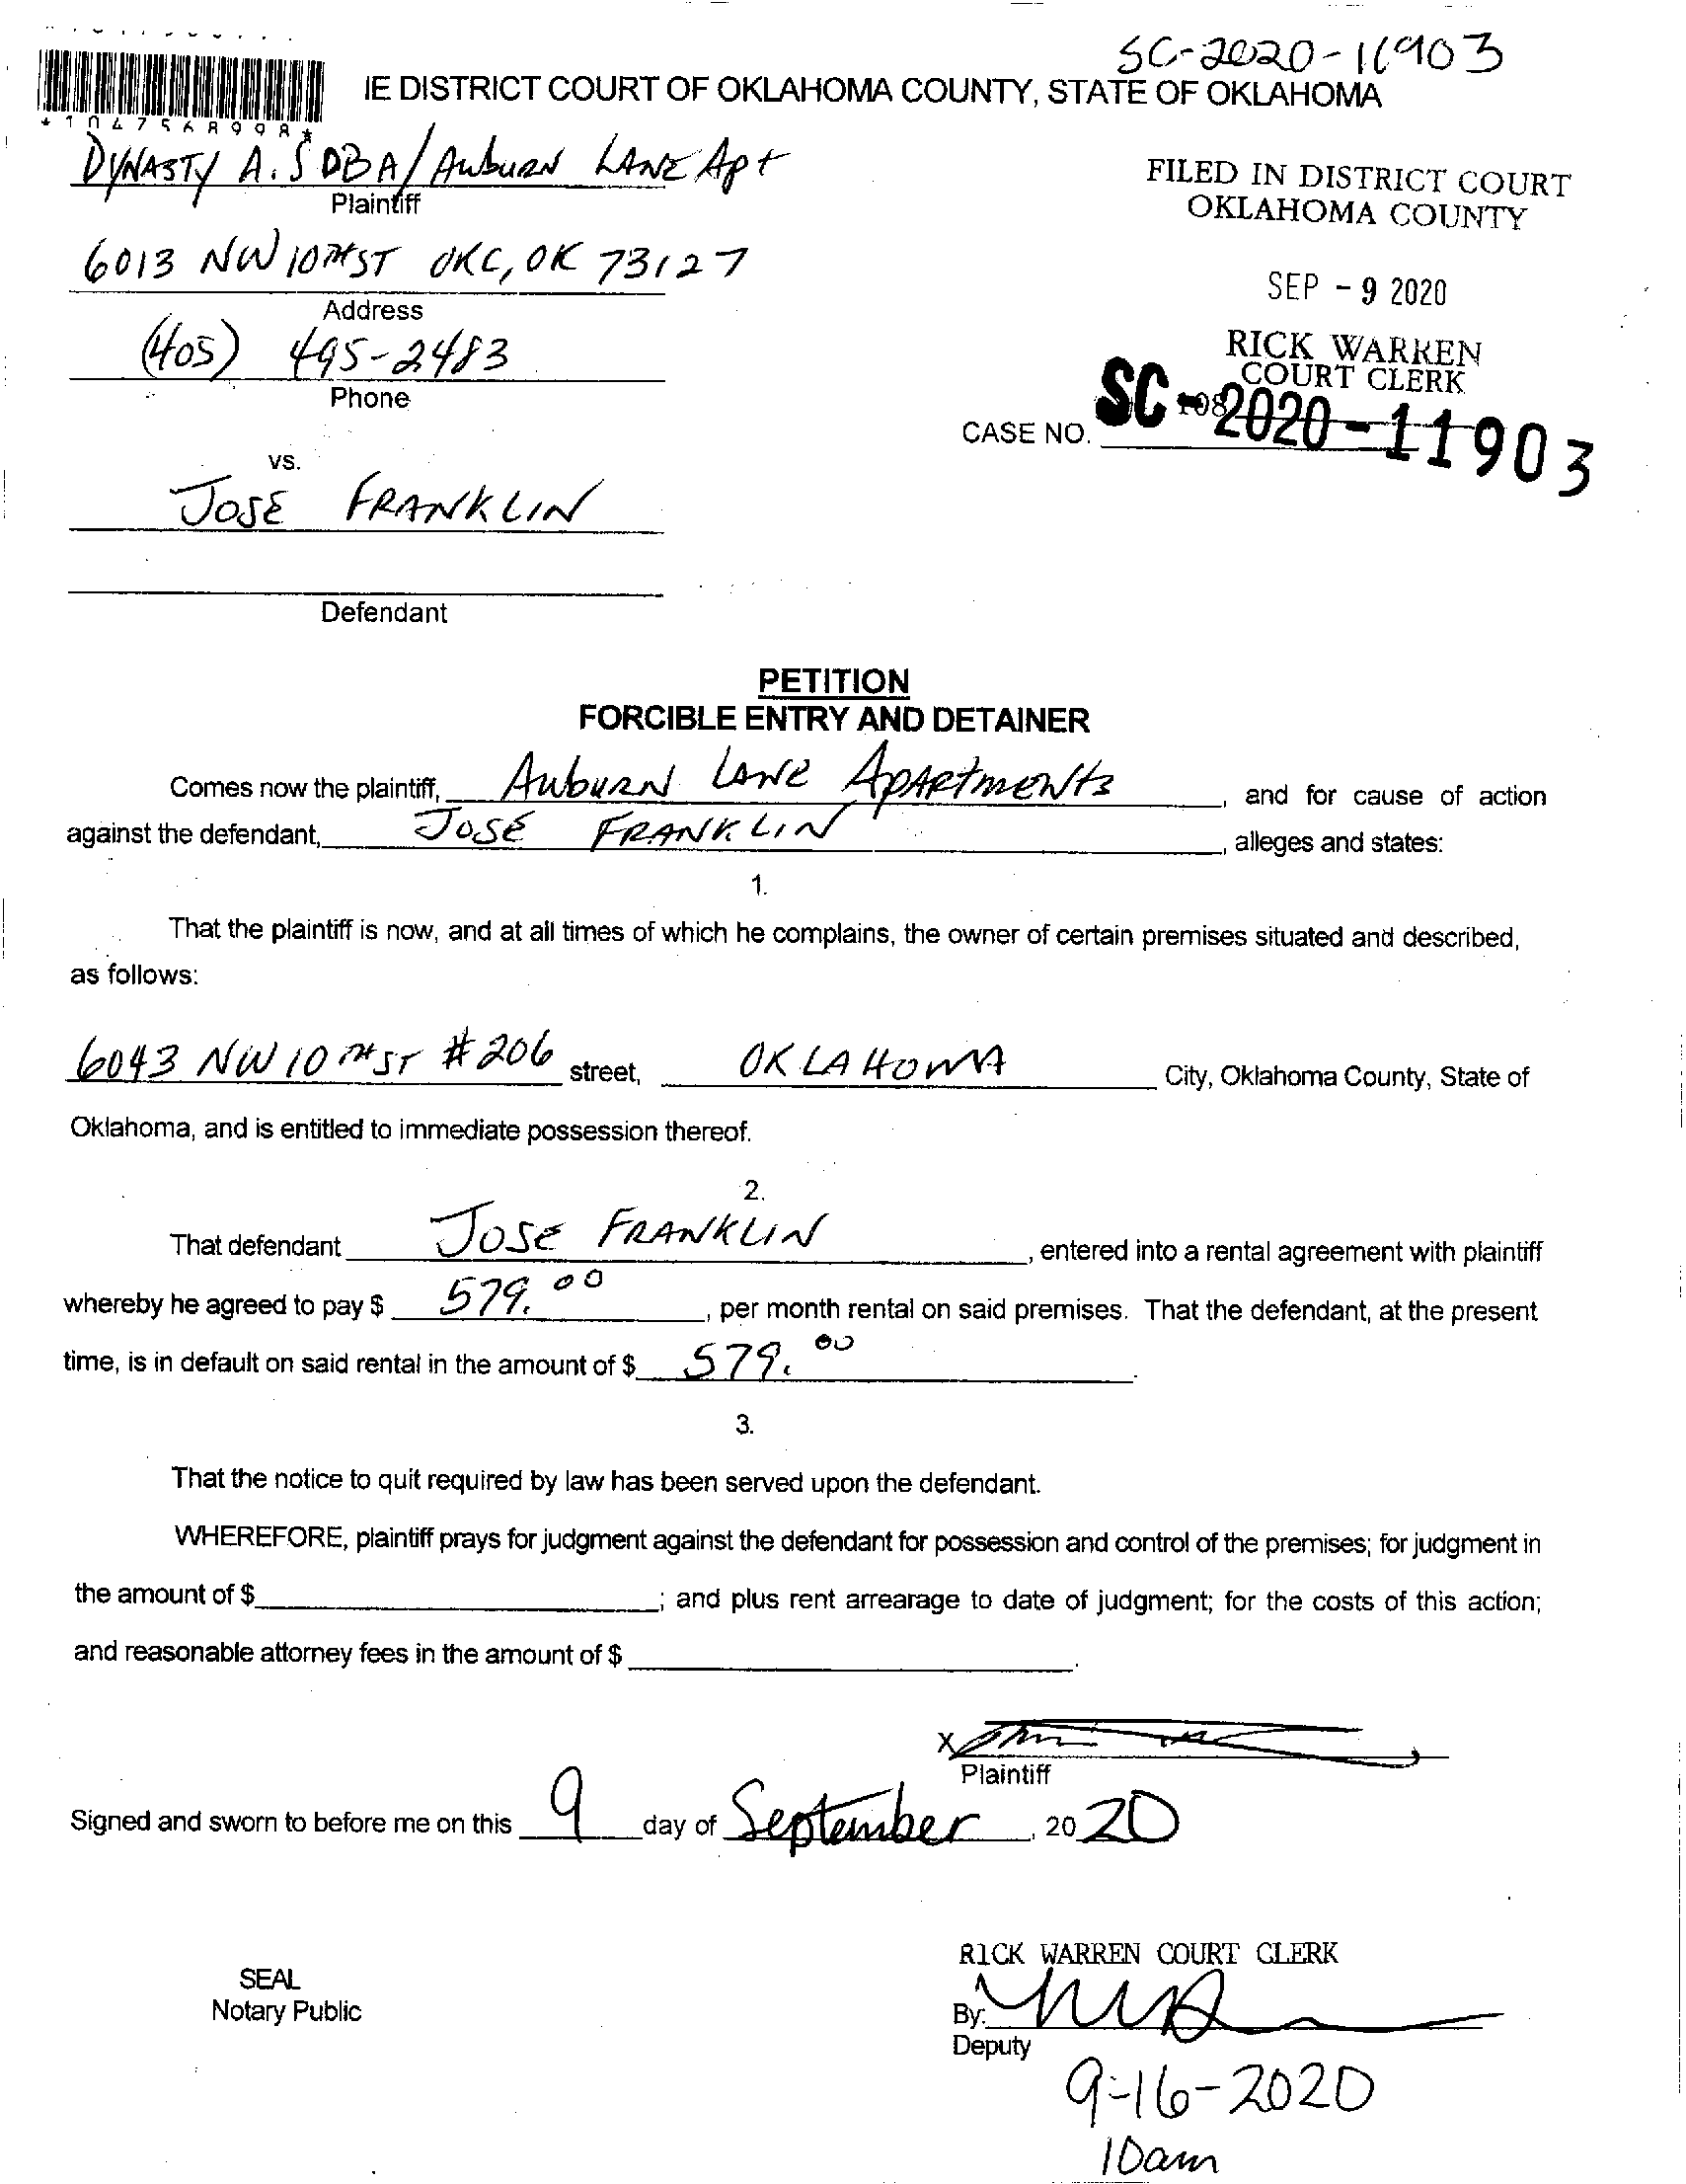 SC-2020-11903
IE DISTRICT COURT OF OKLAHOMA COUNTY, STATE OF OKLAHOMA
*1047568998*
DYNASTY A.S DBA/AuburN LANE Apt
Plaintiff
FILED IN DISTRICT COURT
OKLAHOMA COUNTY
6013 NW 10TH ST OKC, OK 73127
Address
SEP - 9 2020
(405) 495-2483
Phone
RICK WARREN
COURT CLERK
108
CASE NO. SC-2020-11903
vs.
JOSE FRANKLIN
Defendant
PETITION
FORCIBLE ENTRY AND DETAINER
Comes now the plaintiff, AubuRN LANE APARtmeNts, and for cause of action
against the defendant, JOSE FRANKLIN, alleges and states:
1.
That the plaintiff is now, and at all times of which he complains, the owner of certain premises situated and described,
as follows:
6043 NW 10TH ST #206 street, OKLAHOMA City, Oklahoma County, State of
Oklahoma, and is entitled to immediate possession thereof.
2.
That defendant JOSE FRANKLIN, entered into a rental agreement with plaintiff
whereby he agreed to pay $ 579.00, per month rental on said premises. That the defendant, at the present
time, is in default on said rental in the amount of $ 579.00.
3.
That the notice to quit required by law has been served upon the defendant.
WHEREFORE, plaintiff prays for judgment against the defendant for possession and control of the premises; for judgment in
the amount of $ ; and plus rent arrearage to date of judgment; for the costs of this action;
and reasonable attorney fees in the amount of $ .
X
Plaintiff
Signed and sworn to before me on this 9 day of September, 2020
RICK WARREN COURT CLERK
SEAL
Notary Public
By:
Deputy
9-16-2020
10am